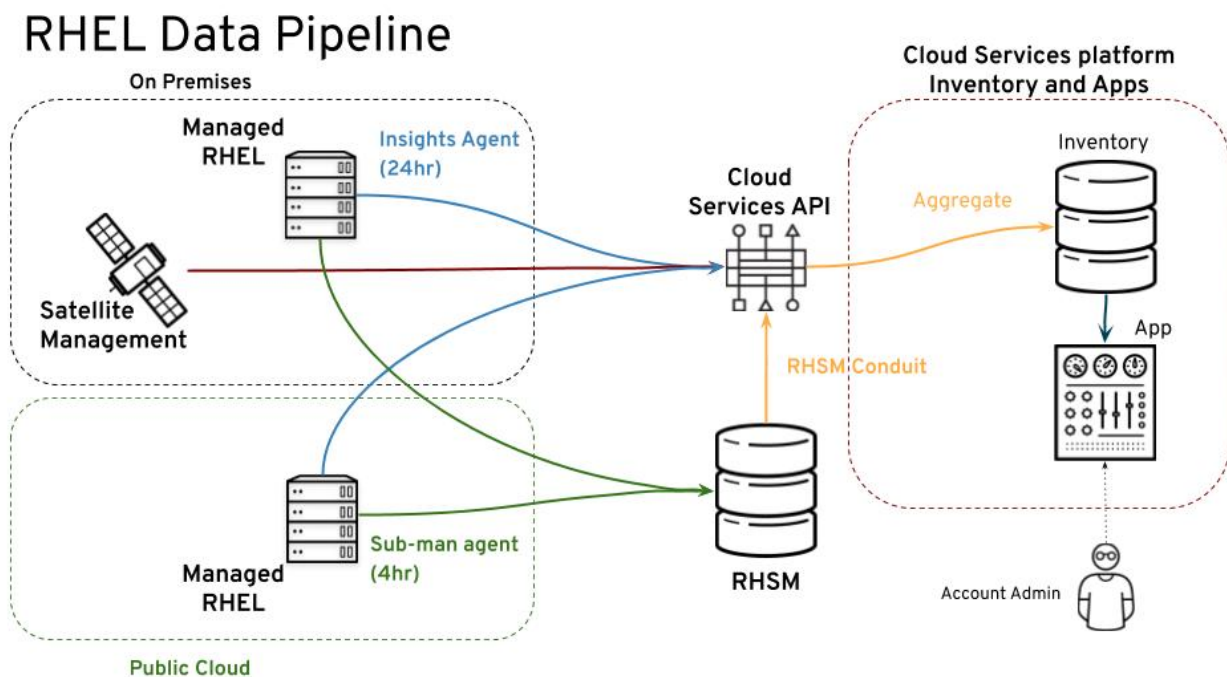 RHEL Data Pipeline
On Premises
Managed
RHEL
Insights Agent
(24hr)
Satellite
Management
Cloud
Services API
Cloud Services platform
Inventory and Apps
Inventory
Aggregate
App
RHSM Conduit
Sub-man agent
(4hr)
Managed
RHEL
RHSM
Account Admin
Public Cloud